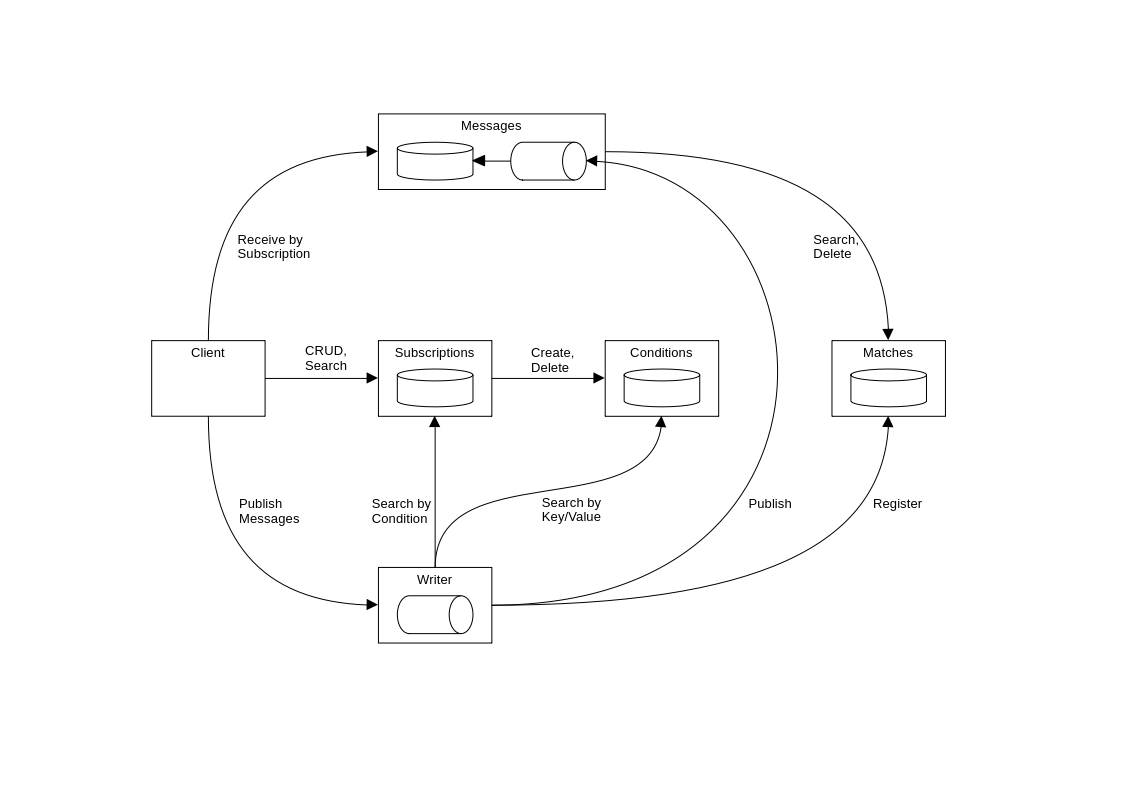 Messages
Receive by
Subscription
Search,
Delete
Client
CRUD,
Search
Subscriptions
Create,
Delete
Conditions
Matches
Publish
Messages
Search by
Condition
Search by
Key/Value
Publish
Register
Writer